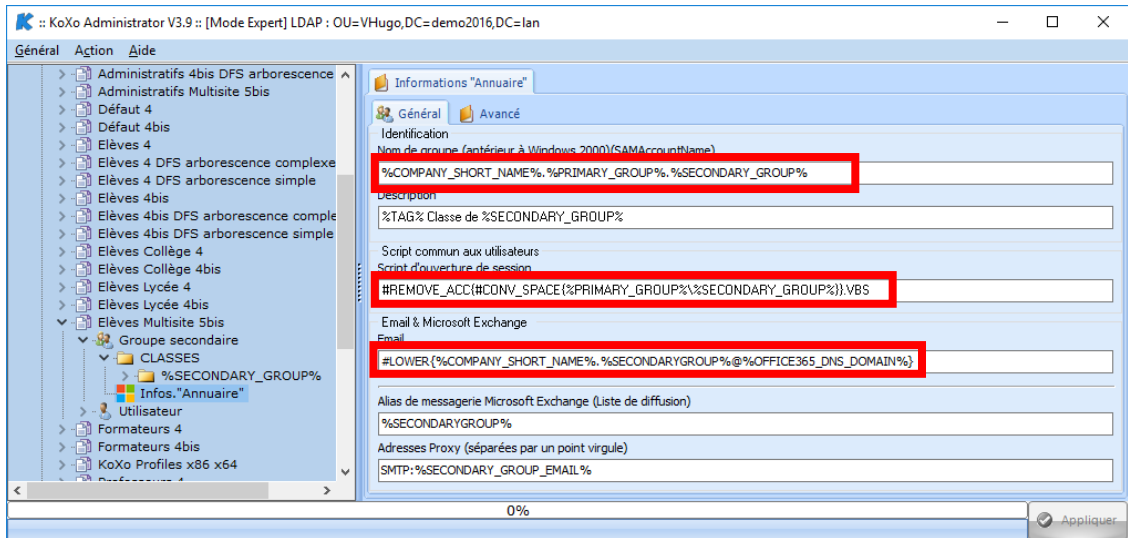 :: KoXo Administrator V3.9 :: [Mode Expert] LDAP : OU=VHugo,DC=demo2016,DC=lan
Général Action Aide
Administratifs 4bis DFS arborescence
Administratifs Multisite 5bis
Défaut 4
Défaut 4bis
Elèves 4
Elèves 4 DFS arborescence complexe
Elèves 4 DFS arborescence simple
Elèves 4bis
Elèves 4bis DFS arborescence comple
Elèves 4bis DFS arborescence simple
Elèves Collège 4
Elèves Collège 4bis
Elèves Lycée 4
Elèves Lycée 4bis
Elèves Multisite 5bis
Groupe secondaire
CLASSES
%SECONDARY_GROUP%
Infos."Annuaire"
Utilisateur
Formateurs 4
Formateurs 4bis
KoXo Profiles x86 x64
Informations "Annuaire"
Général Avancé
Identification
Nom de groupe (antérieur à Windows 2000)(SAMAccountName)
%COMPANY_SHORT_NAME%.%PRIMARY_GROUP%.%SECONDARY_GROUP%
Description
%TAG% Classe de %SECONDARY_GROUP%
Script commun aux utilisateurs
Script d'ouverture de session
#REMOVE_ACC{#CONV_SPACE{%PRIMARY_GROUP%\%SECONDARY_GROUP%}}.VBS
Email & Microsoft Exchange
Email
#LOWER{%COMPANY_SHORT_NAME%.%SECONDARYGROUP%@%OFFICE365_DNS_DOMAIN%}
Alias de messagerie Microsoft Exchange (Liste de diffusion)
%SECONDARYGROUP%
Adresses Proxy (séparées par un point virgule)
SMTP:%SECONDARY_GROUP_EMAIL%
0%
Appliquer